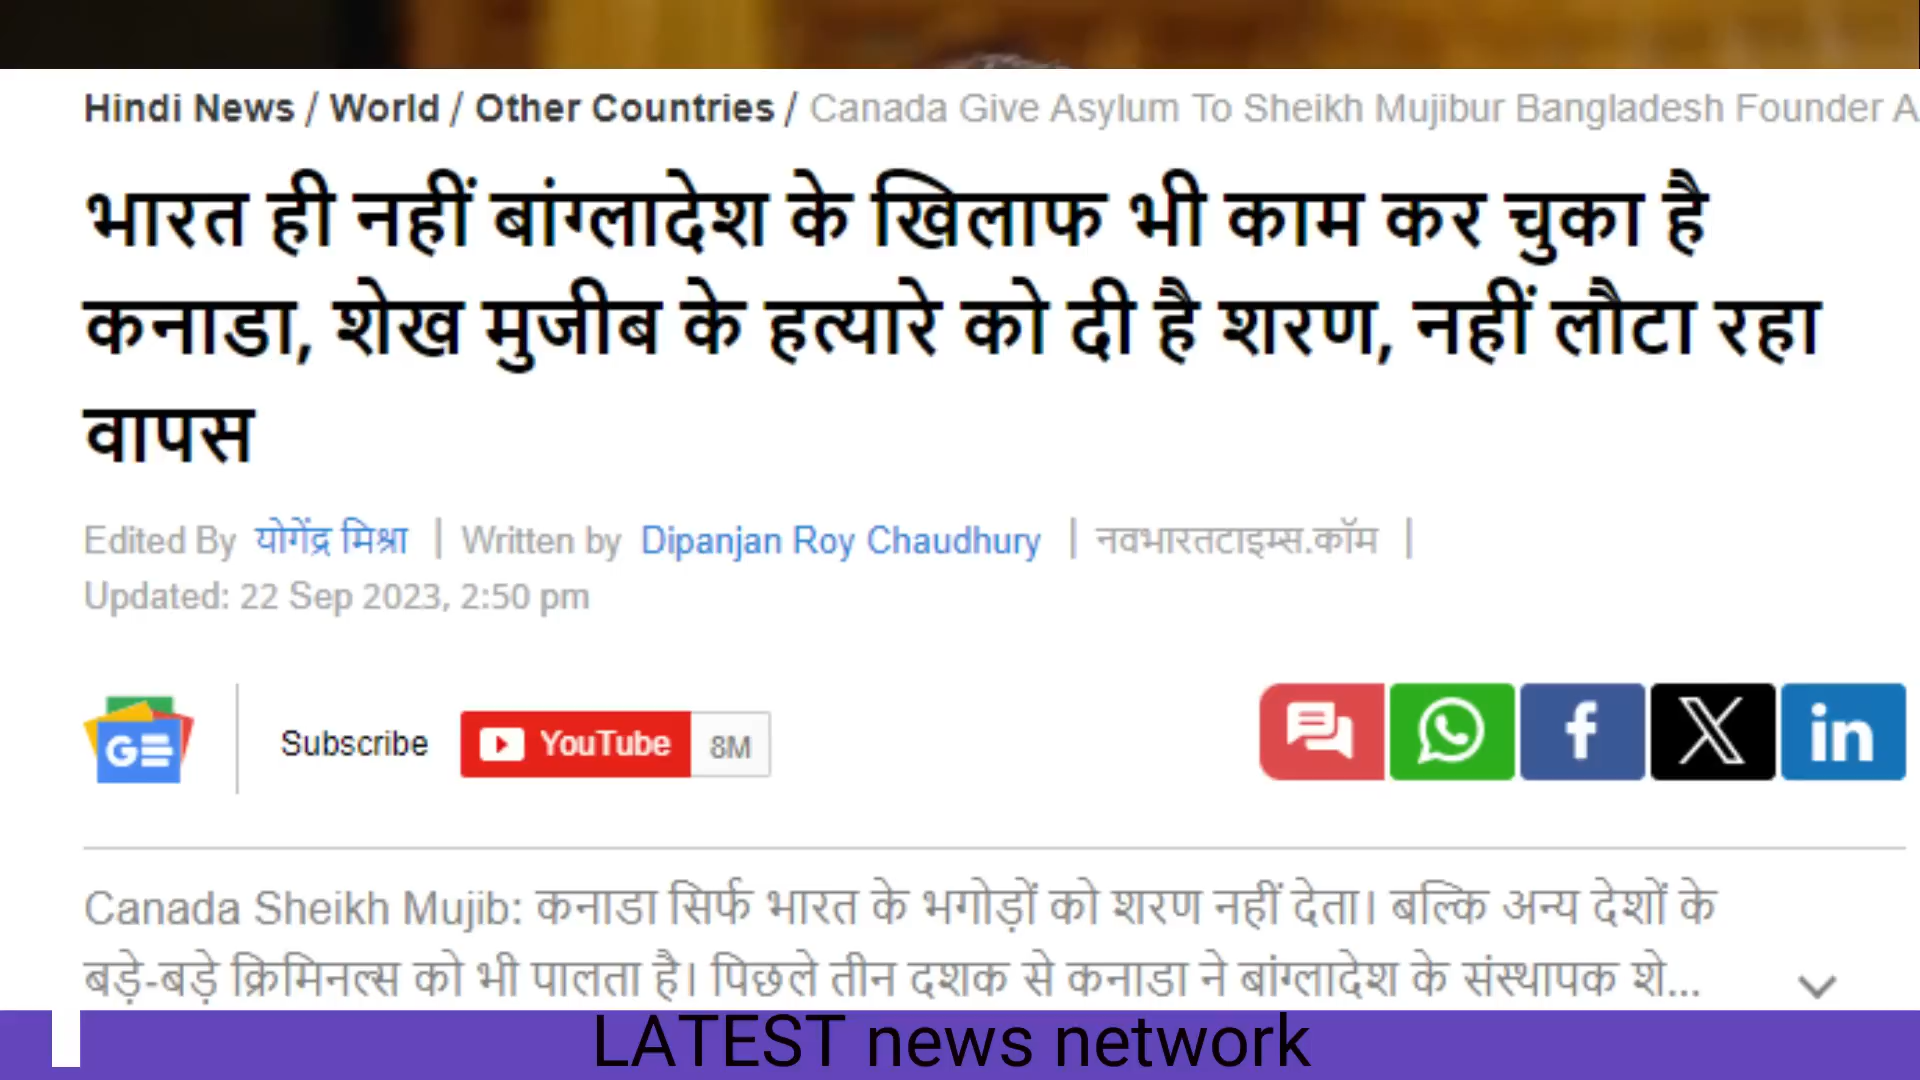 Hindi News / World / Other Countries / Canada Give Asylum To Sheikh Mujibur Bangladesh Founder A
भारत ही नहीं बांग्लादेश के खिलाफ भी काम कर चुका है
कनाडा, शेख मुजीब के हत्यारे को दी है शरण, नहीं लौटा रहा
वापस
Edited By योगेंद्र मिश्रा | Written by Dipanjan Roy Chaudhury | नवभारतटाइम्स.कॉम |
Updated: 22 Sep 2023, 2:50 pm
Subscribe YouTube 8M
Canada Sheikh Mujib: कनाडा सिर्फ भारत के भगोड़ों को शरण नहीं देता। बल्कि अन्य देशों के
बड़े-बड़े क्रिमिनल्स को भी पालता है। पिछले तीन दशक से कनाडा ने बांग्लादेश के संस्थापक शे...
LATEST news network